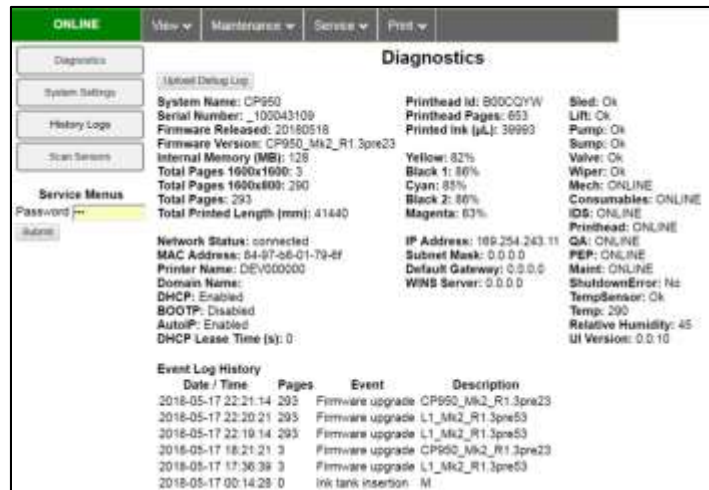 ONLINE View Maintenance Service Print
Diagnostics
Diagnostics
System Settings
History Logs
Scan Sensors
Service Menus
Password
Submit
Upload Debug Log
System Name: CP950
Serial Number: _100043109
Firmware Released: 20180518
Firmware Version: CP950_Mk2_R1.3pre23
Internal Memory (MB): 128
Total Pages 1600x1600: 3
Total Pages 1600x800: 290
Total Pages: 293
Total Printed Length (mm): 41440
Printhead Id: B00CQYW
Printhead Pages: 653
Printed Ink (µL): 39993
Yellow: 82%
Black 1: 86%
Cyan: 85%
Black 2: 86%
Magenta: 63%
Sled: Ok
Lift: Ok
Pump: Ok
Sump: Ok
Valve: Ok
Wiper: Ok
Mech: ONLINE
Consumables: ONLINE
IDS: ONLINE
Printhead: ONLINE
QA: ONLINE
PEP: ONLINE
Maint: ONLINE
ShutdownError: No
TempSensor: Ok
Temp: 290
Relative Humidity: 45
UI Version: 0.0.10
Network Status: connected
MAC Address: 84-97-b6-01-79-6f
Printer Name: DEV000000
Domain Name:
DHCP: Enabled
BOOTP: Disabled
AutoIP: Enabled
DHCP Lease Time (s): 0
IP Address: 169.254.243.11
Subnet Mask: 0.0.0.0
Default Gateway: 0.0.0.0
WINS Server: 0.0.0.0
Event Log History
Date / Time Pages Event Description
2018-05-17 22:21:14 293 Firmware upgrade CP950_Mk2_R1.3pre23
2018-05-17 22:20:21 293 Firmware upgrade L1_Mk2_R1.3pre53
2018-05-17 22:19:14 293 Firmware upgrade L1_Mk2_R1.3pre53
2018-05-17 18:21:21 3 Firmware upgrade CP950_Mk2_R1.3pre23
2018-05-17 17:36:39 3 Firmware upgrade L1_Mk2_R1.3pre53
2018-05-17 00:14:28 0 Ink tank insertion M